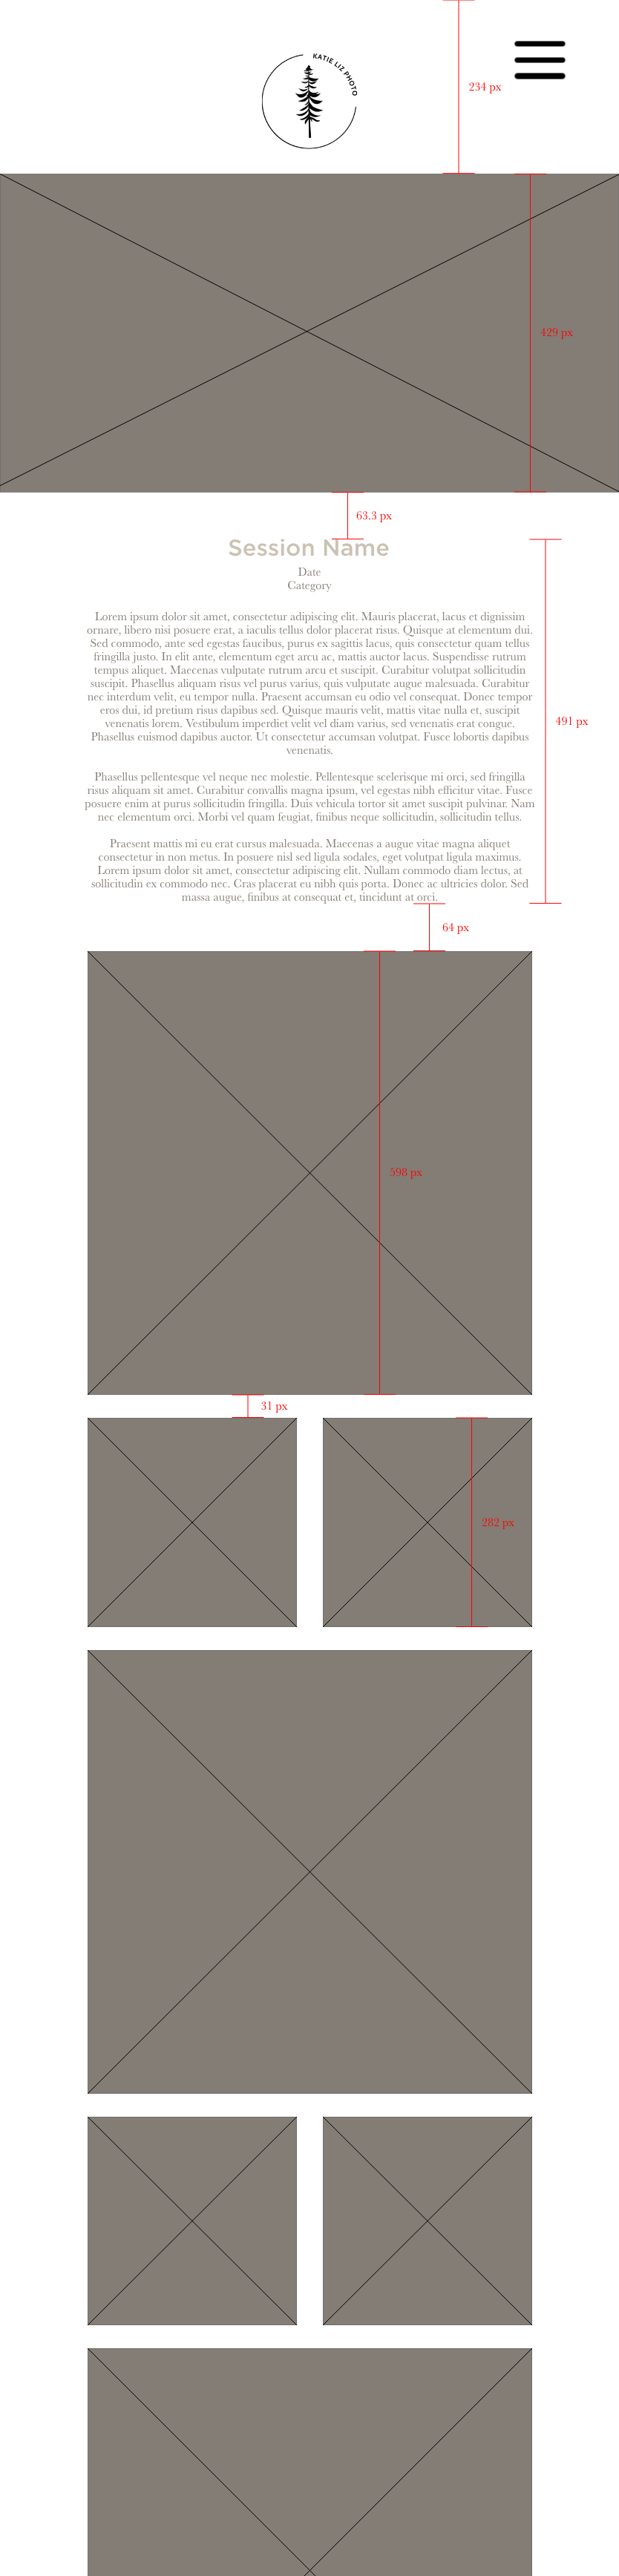 KATIE LIZ PHOTO
234 px
429 px
63.3 px
Session Name
Date
Category
Lorem ipsum dolor sit amet, consectetur adipiscing elit. Mauris placerat, lacus et dignissim
ornare, libero nisi posuere erat, a iaculis tellus dolor placerat risus. Quisque at elementum dui.
Sed commodo, ante sed egestas faucibus, purus ex sagittis lacus, quis consectetur quam tellus
fringilla justo. In elit ante, elementum eget arcu ac, mattis auctor lacus. Suspendisse rutrum
tempus aliquet. Maecenas vulputate rutrum arcu et suscipit. Curabitur volutpat sollicitudin
suscipit. Phasellus aliquam risus vel purus varius, quis vulputate augue malesuada. Curabitur
nec interdum velit, eu tempor nulla. Praesent accumsan eu odio vel consequat. Donec tempor
eros dui, id pretium risus dapibus sed. Quisque mauris velit, mattis vitae nulla et, suscipit
venenatis lorem. Vestibulum imperdiet velit vel diam varius, sed venenatis erat congue.
Phasellus euismod dapibus auctor. Ut consectetur accumsan volutpat. Fusce lobortis dapibus
venenatis.
491 px
Phasellus pellentesque vel neque nec molestie. Pellentesque scelerisque mi orci, sed fringilla
risus aliquam sit amet. Curabitur convallis magna ipsum, vel egestas nibh efficitur vitae. Fusce
posuere enim at purus sollicitudin fringilla. Duis vehicula tortor sit amet suscipit pulvinar. Nam
nec elementum orci. Morbi vel quam feugiat, finibus neque sollicitudin, sollicitudin tellus.
Praesent mattis mi eu erat cursus malesuada. Maecenas a augue vitae magna aliquet
consectetur in non metus. In posuere nisl sed ligula sodales, eget volutpat ligula maximus.
Lorem ipsum dolor sit amet, consectetur adipiscing elit. Nullam commodo diam lectus, at
sollicitudin ex commodo nec. Cras placerat eu nibh quis porta. Donec ac ultricies dolor. Sed
massa augue, finibus at consequat et, tincidunt at orci.
64 px
598 px
31 px
282 px